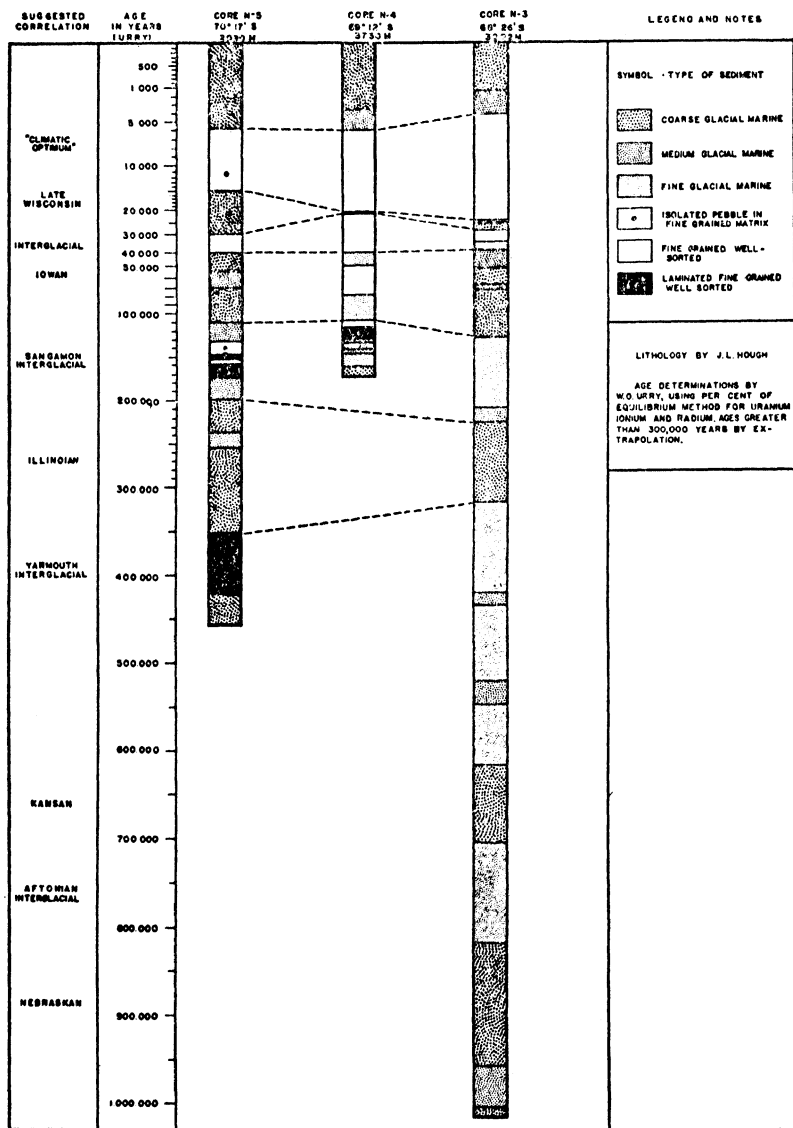 SUGGESTED
CORRELATION
AGE
IN YEARS
(URRY)
CORE N-5
70° 17' S
CORE N-4
69° 12' S
3733 M
CORE N-3
68° 26' S
LEGEND AND NOTES
"CLIMATIC
OPTIMUM"
LATE
WISCONSIN
INTERGLACIAL
IOWAN
SANGAMON
INTERGLACIAL
ILLINOIAN
YARMOUTH
INTERGLACIAL
KANSAN
AFTONIAN
INTERGLACIAL
NEBRASKAN
500
1 000
5 000
10 000
20 000
30 000
40 000
50 000
100 000
200 000
300 000
400 000
500 000
600 000
700 000
800 000
900 000
1 000 000
SYMBOL - TYPE OF SEDIMENT
COARSE GLACIAL MARINE
MEDIUM GLACIAL MARINE
FINE GLACIAL MARINE
ISOLATED PEBBLE IN
FINE GRAINED MATRIX
FINE GRAINED WELL-
SORTED
LAMINATED FINE GRAINED
WELL SORTED
LITHOLOGY BY J.L. HOUGH
AGE DETERMINATIONS BY
W.D. URRY, USING PER CENT OF
EQUILIBRIUM METHOD FOR URANIUM
IONIUM AND RADIUM. AGES GREATER
THAN 300,000 YEARS BY EX-
TRAPOLATION.